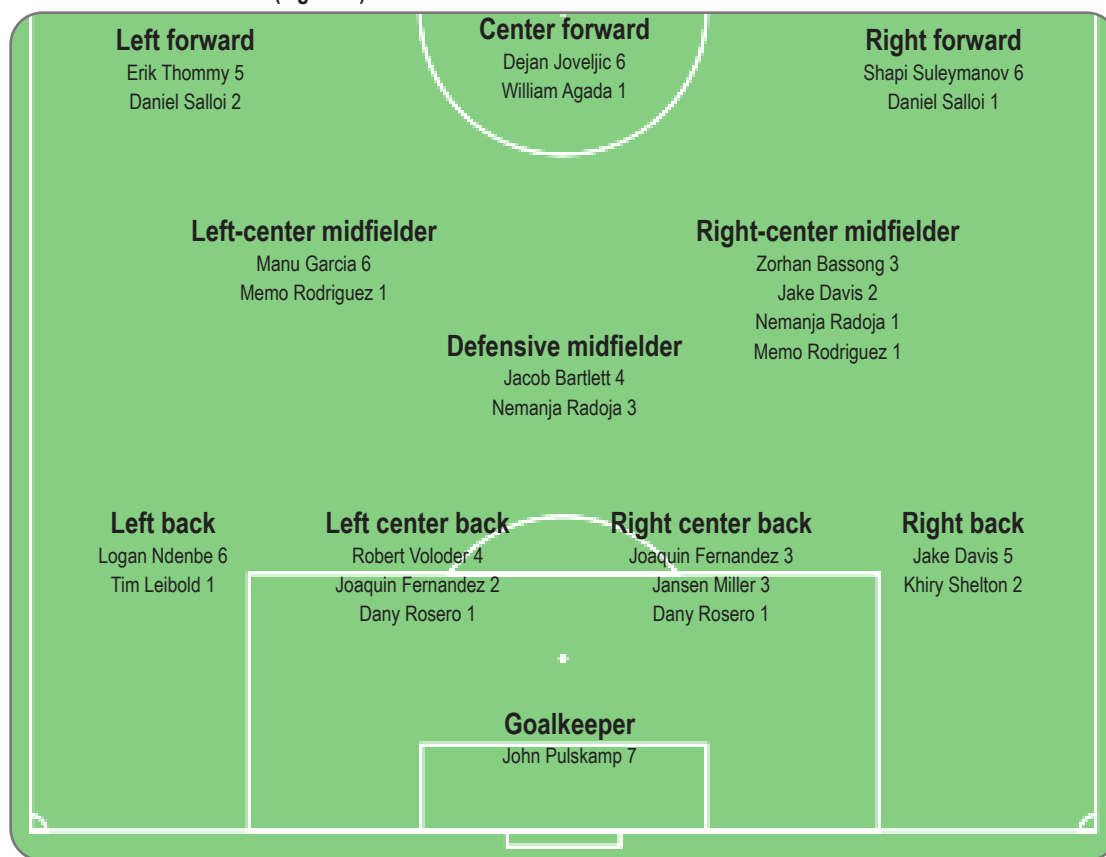 Left forward
Erik Thommy 5
Daniel Salloi 2
Center forward
Dejan Joveljic 6
William Agada 1
Right forward
Shapi Suleymanov 6
Daniel Salloi 1
Left-center midfielder
Manu Garcia 6
Memo Rodriguez 1
Right-center midfielder
Zorhan Bassong 3
Jake Davis 2
Nemanja Radoja 1
Memo Rodriguez 1
Defensive midfielder
Jacob Bartlett 4
Nemanja Radoja 3
Left back
Logan Ndenbe 6
Tim Leibold 1
Left center back
Robert Voloder 4
Joaquin Fernandez 2
Dany Rosero 1
Right center back
Joaquin Fernandez 3
Jansen Miller 3
Dany Rosero 1
Right back
Jake Davis 5
Khiry Shelton 2
Goalkeeper
John Pulskamp 7